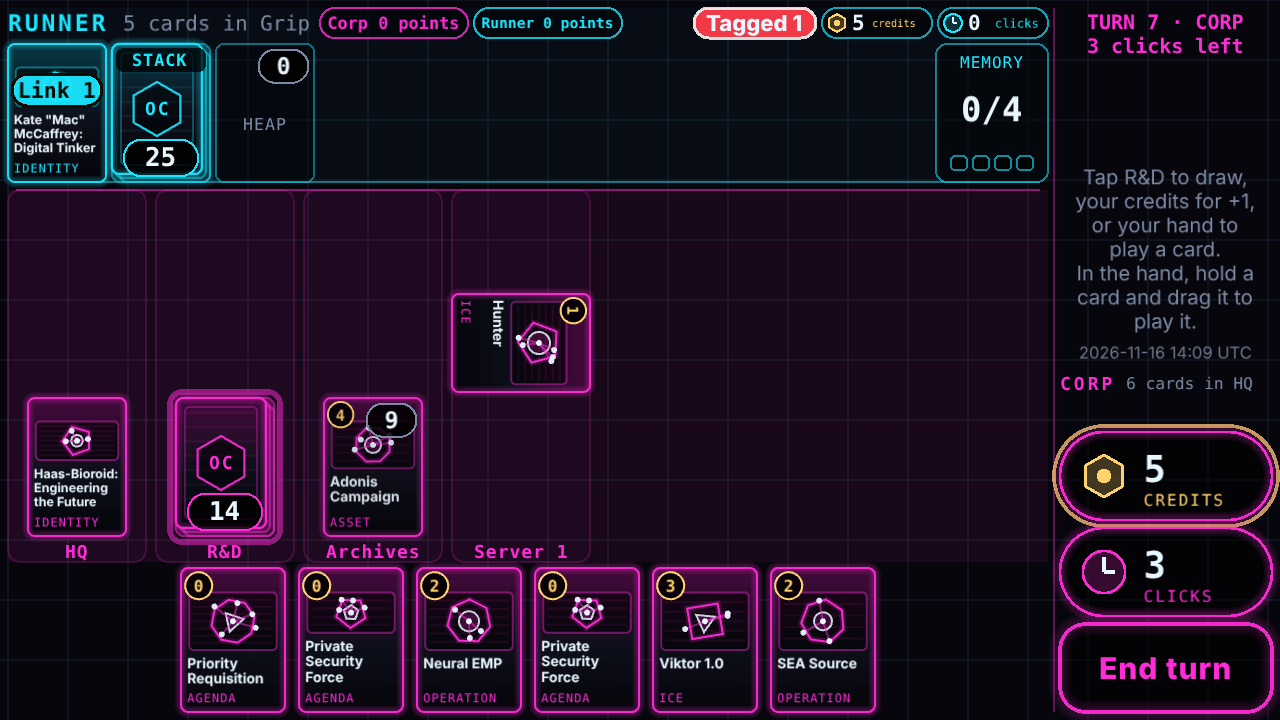 RUNNER 5 cards in Grip Corp 0 points Runner 0 points Tagged 1 5 credits 0 clicks
TURN 7 · CORP
3 clicks left
Link 1
Kate "Mac"
McCaffrey:
Digital Tinker
IDENTITY
STACK
OC
25
0
HEAP
MEMORY
0/4
Tap R&D to draw,
your credits for +1,
or your hand to
play a card.
In the hand, hold a
card and drag it to
play it.
2026-11-16 14:09 UTC
CORP 6 cards in HQ
ICE
Hunter
1
Haas-Bioroid:
Engineering
the Future
IDENTITY
HQ
OC
14
R&D
4
9
Adonis
Campaign
ASSET
Archives
Server 1
5
CREDITS
3
CLICKS
End turn
0
Priority
Requisition
AGENDA
0
Private
Security
Force
AGENDA
2
Neural EMP
OPERATION
0
Private
Security
Force
AGENDA
3
Viktor 1.0
ICE
2
SEA Source
OPERATION